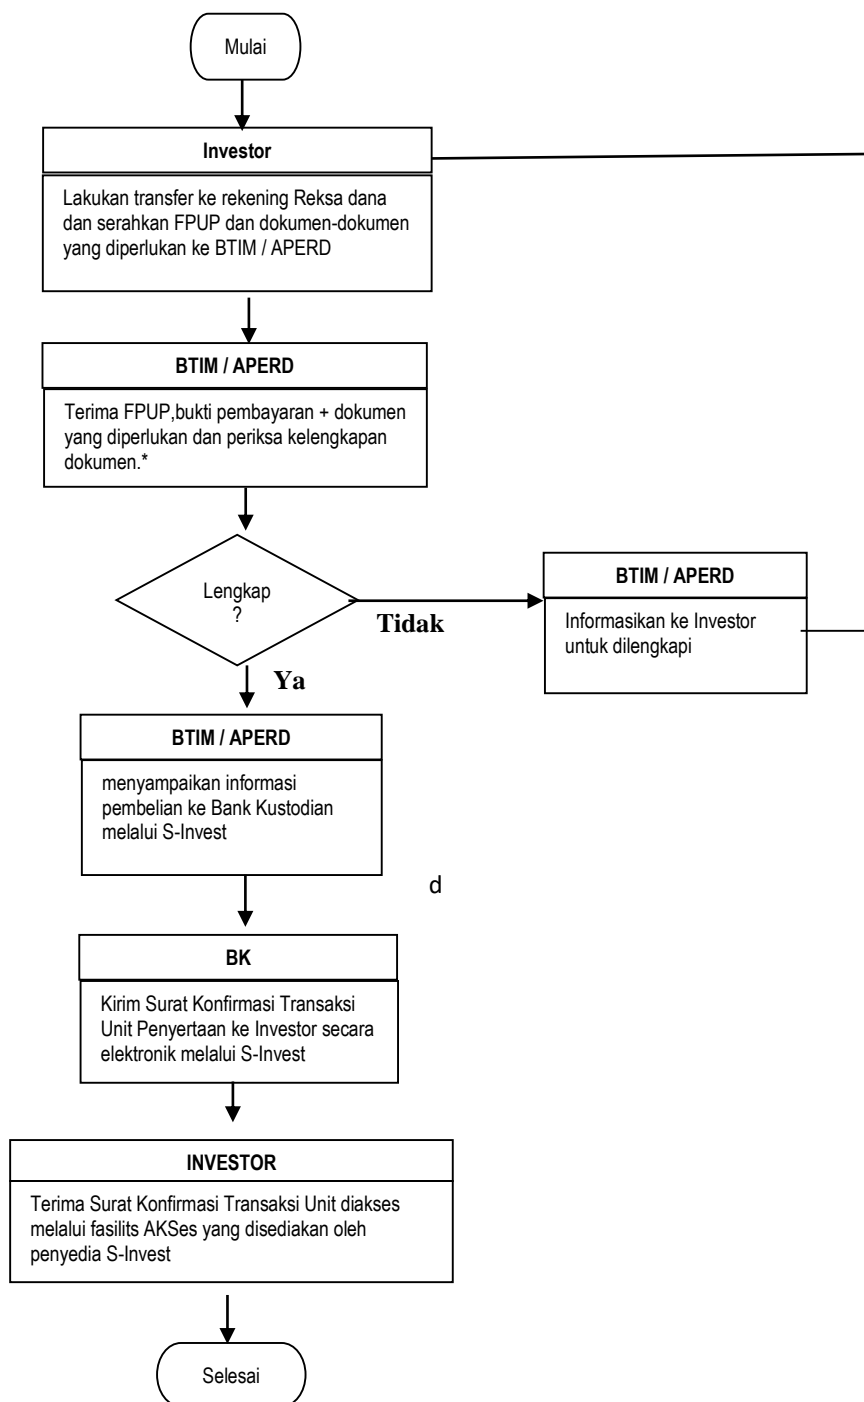 Mulai
Investor
Lakukan transfer ke rekening Reksa dana
dan serahkan FPUP dan dokumen-dokumen
yang diperlukan ke BTIM / APERD
BTIM / APERD
Terima FPUP,bukti pembayaran + dokumen
yang diperlukan dan periksa kelengkapan
dokumen.*
Lengkap
?
Tidak
BTIM / APERD
Informasikan ke Investor
untuk dilengkapi
Ya
BTIM / APERD
menyampaikan informasi
pembelian ke Bank Kustodian
melalui S-Invest
d
BK
Kirim Surat Konfirmasi Transaksi
Unit Penyertaan ke Investor secara
elektronik melalui S-Invest
INVESTOR
Terima Surat Konfirmasi Transaksi Unit diakses
melalui fasilits AKSes yang disediakan oleh
penyedia S-Invest
Selesai